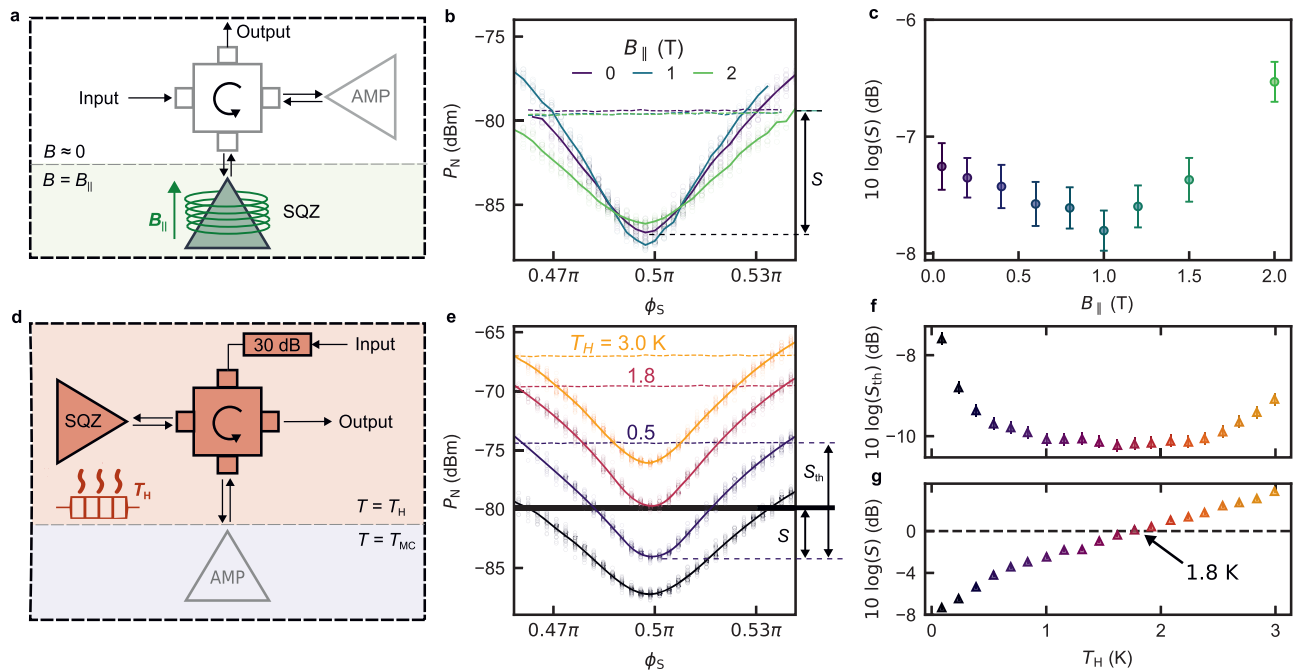 a
Output
Input
AMP
B ≈ 0
B = B∥
B∥
SQZ
b
B∥ (T)
0 1 2
−75
−80
−85
P_N (dBm)
S
0.47π 0.5π 0.53π
ϕ_S
c
−6
−7
−8
10 log(S) (dB)
0.0 0.5 1.0 1.5 2.0
B∥ (T)
d
30 dB
Input
SQZ
Output
T_H
T = T_H
T = T_MC
AMP
e
−65
−70
−75
−80
−85
P_N (dBm)
T_H = 3.0 K
1.8
0.5
S_th
S
0.47π 0.5π 0.53π
ϕ_S
f
−8
−10
10 log(S_th) (dB)
g
0
−4
−8
10 log(S) (dB)
1.8 K
0 1 2 3
T_H (K)